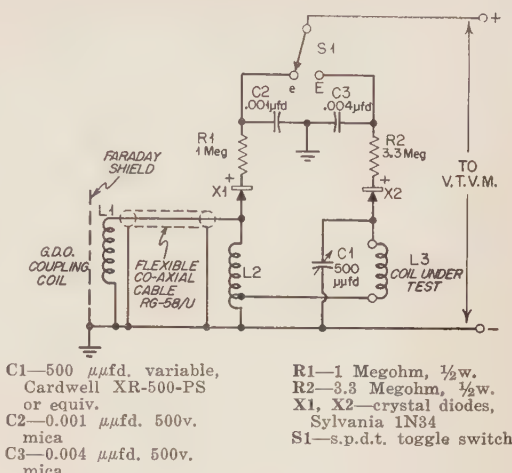 +
S1
e
E
C2
.001μfd
C3
.004μfd
R1
1 Meg
R2
3.3 Meg
+
X1
+
X2
TO
V.T.V.M.
FARADAY
SHIELD
L1
G.D.O.
COUPLING
COIL
FLEXIBLE
CO-AXIAL
CABLE
RG-58/U
L2
C1
500
μμfd
L3
COIL UNDER
TEST
-
C1—500 μμfd. variable,
Cardwell XR-500-PS
or equiv.
C2—0.001 μμfd. 500v.
mica
C3—0.004 μμfd. 500v.
mica
R1—1 Megohm, ½w.
R2—3.3 Megohm, ½w.
X1, X2—crystal diodes,
Sylvania 1N34
S1—s.p.d.t. toggle switch